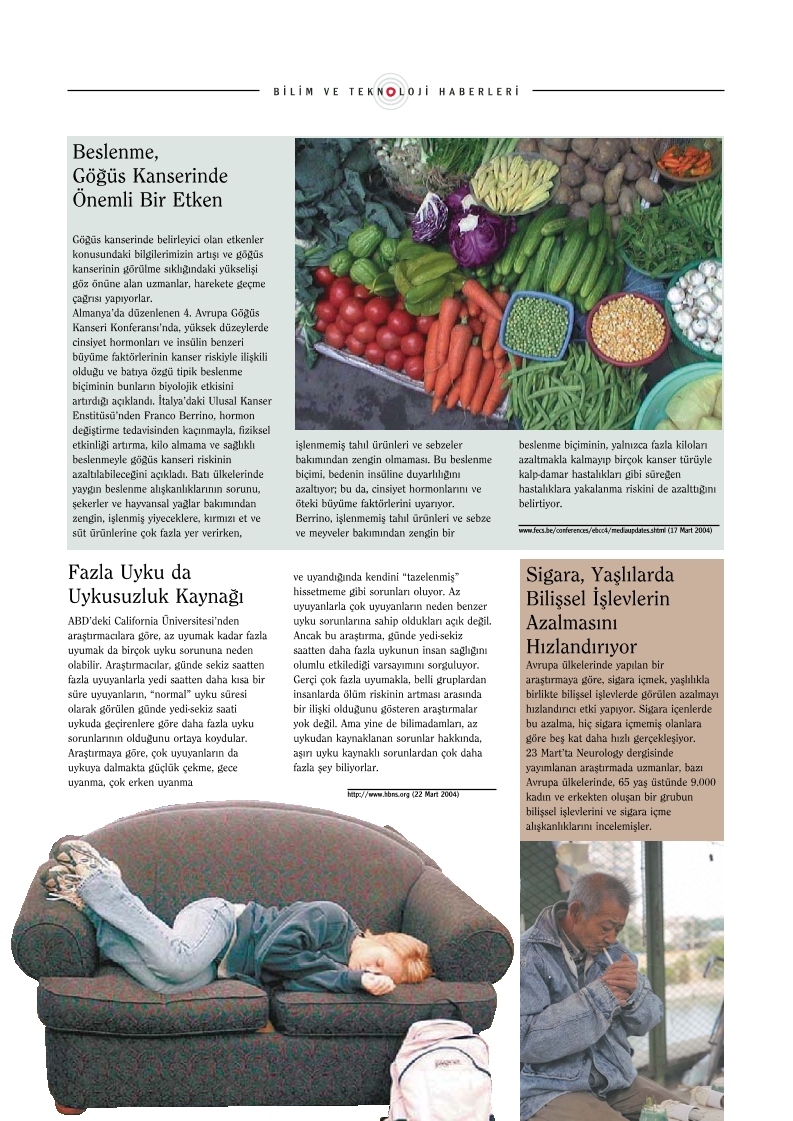 BİLİM VE TEKNOLOJİ HABERLERİ
Beslenme,
Göğüs Kanserinde
Önemli Bir Etken
Göğüs kanserinde belirleyici olan etkenler
konusundaki bilgilerimizin artışı ve göğüs
kanserinin görülme sıklığındaki yükselişi
göz önüne alan uzmanlar, harekete geçme
çağrısı yapıyorlar.
Almanya'da düzenlenen 4. Avrupa Göğüs
Kanseri Konferansı'nda, yüksek düzeylerde
cinsiyet hormonları ve insülin benzeri
büyüme faktörlerinin kanser riskiyle ilişkili
olduğu ve batıya özgü tipik beslenme
biçiminin bunların biyolojik etkisini
artırdığı açıklandı. İtalya'daki Ulusal Kanser
Enstitüsü'nden Franco Berrino, hormon
değiştirme tedavisinden kaçınmayla, fiziksel
etkinliği artırma, kilo almama ve sağlıklı
beslenmeyle göğüs kanseri riskinin
azaltılabileceğini açıkladı. Batı ülkelerinde
yaygın beslenme alışkanlıklarının sorunu,
şekerler ve hayvansal yağlar bakımından
zengin, işlenmiş yiyeceklere, kırmızı et ve
süt ürünlerine çok fazla yer verirken,
işlenmemiş tahıl ürünleri ve sebzeler
bakımından zengin olmaması. Bu beslenme
biçimi, bedenin insüline duyarlılığını
azaltıyor; bu da, cinsiyet hormonlarını ve
öteki büyüme faktörlerini uyarıyor.
Berrino, işlenmemiş tahıl ürünleri ve sebze
ve meyveler bakımından zengin bir
beslenme biçiminin, yalnızca fazla kiloları
azaltmakla kalmayıp birçok kanser türüyle
kalp-damar hastalıkları gibi süreğen
hastalıklara yakalanma riskini de azalttığını
belirtiyor.
www.fecs.be/conferences/ebcc4/mediaupdates.shtml (17 Mart 2004)
Fazla Uyku da
Uykusuzluk Kaynağı
ABD'deki California Üniversitesi'nden
araştırmacılara göre, az uyumak kadar fazla
uyumak da birçok uyku sorununa neden
olabilir. Araştırmacılar, günde sekiz saatten
fazla uyuyanlarla yedi saatten daha kısa bir
süre uyuyanların, “normal” uyku süresi
olarak görülen günde yedi-sekiz saati
uykuda geçirenlere göre daha fazla uyku
sorunlarının olduğunu ortaya koydular.
Araştırmaya göre, çok uyuyanların da
uykuya dalmakta güçlük çekme, gece
uyanma, çok erken uyanma
ve uyandığında kendini “tazelenmiş”
hissetmeme gibi sorunları oluyor. Az
uyuyanlarla çok uyuyanların neden benzer
uyku sorunlarına sahip oldukları açık değil.
Ancak bu araştırma, günde yedi-sekiz
saatten daha fazla uykunun insan sağlığını
olumlu etkilediği varsayımını sorguluyor.
Gerçi çok fazla uyumakla, belli gruplardan
insanlarda ölüm riskinin artması arasında
bir ilişki olduğunu gösteren araştırmalar
yok değil. Ama yine de bilimadamları, az
uykudan kaynaklanan sorunlar hakkında,
aşırı uyku kaynaklı sorunlardan çok daha
fazla şey biliyorlar.
http://www.hbns.org (22 Mart 2004)
Sigara, Yaşlılarda
Bilişsel İşlevlerin
Azalmasını
Hızlandırıyor
Avrupa ülkelerinde yapılan bir
araştırmaya göre, sigara içmek, yaşlılıkla
birlikte bilişsel işlevlerde görülen azalmayı
hızlandırıcı etki yapıyor. Sigara içenlerde
bu azalma, hiç sigara içmemiş olanlara
göre beş kat daha hızlı gerçekleşiyor.
23 Mart'ta Neurology dergisinde
yayımlanan araştırmada uzmanlar, bazı
Avrupa ülkelerinde, 65 yaş üstünde 9.000
kadın ve erkekten oluşan bir grubun
bilişsel işlevlerini ve sigara içme
alışkanlıklarını incelemişler.